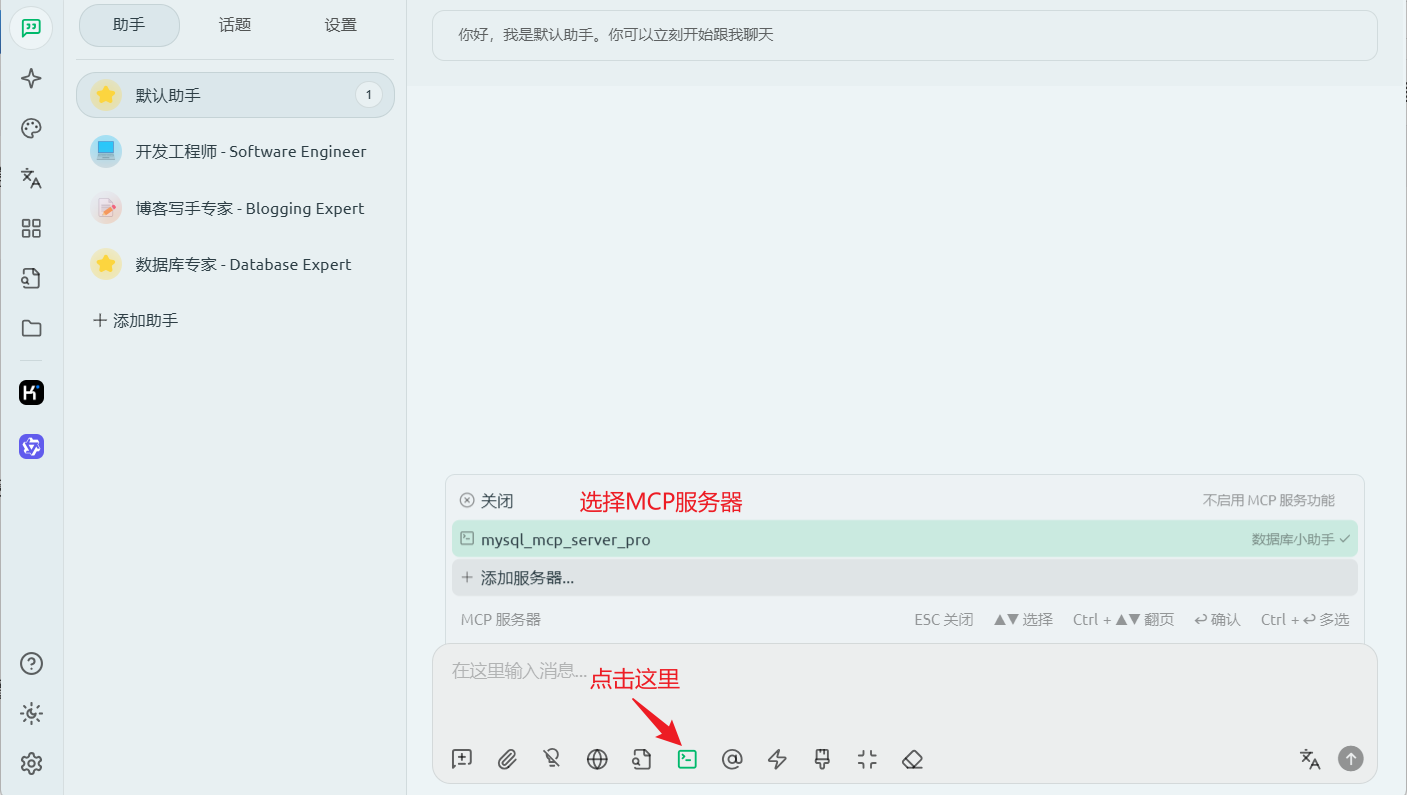 助手
话题
设置
默认助手
1
开发工程师 - Software Engineer
博客写手专家 - Blogging Expert
数据库专家 - Database Expert
+ 添加助手
你好，我是默认助手。你可以立刻开始跟我聊天
关闭
选择MCP服务器
不启用 MCP 服务功能
mysql_mcp_server_pro
数据库小助手 ✓
+ 添加服务器...
MCP 服务器
ESC 关闭
▲▼ 选择
Ctrl + ▲▼ 翻页
↩ 确认
Ctrl + ↩ 多选
在这里输入消息...
点击这里